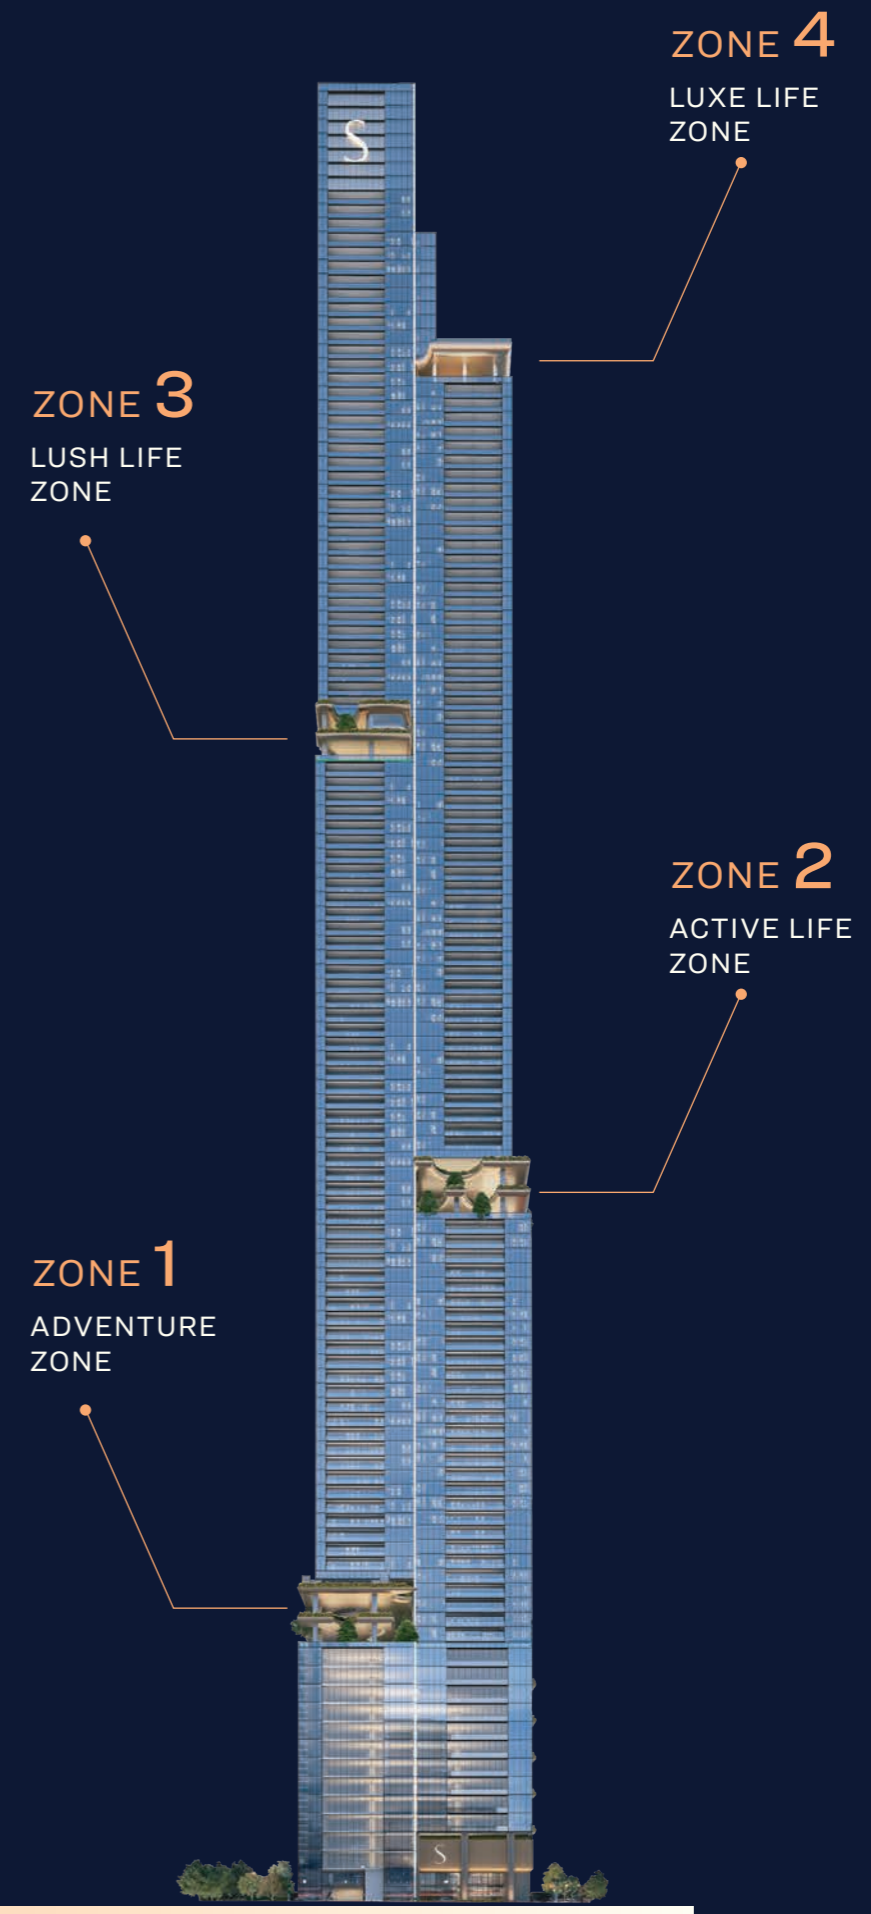 ZONE 4
LUXE LIFE
ZONE
S
ZONE 3
LUSH LIFE
ZONE
ZONE 2
ACTIVE LIFE
ZONE
ZONE 1
ADVENTURE
ZONE
S